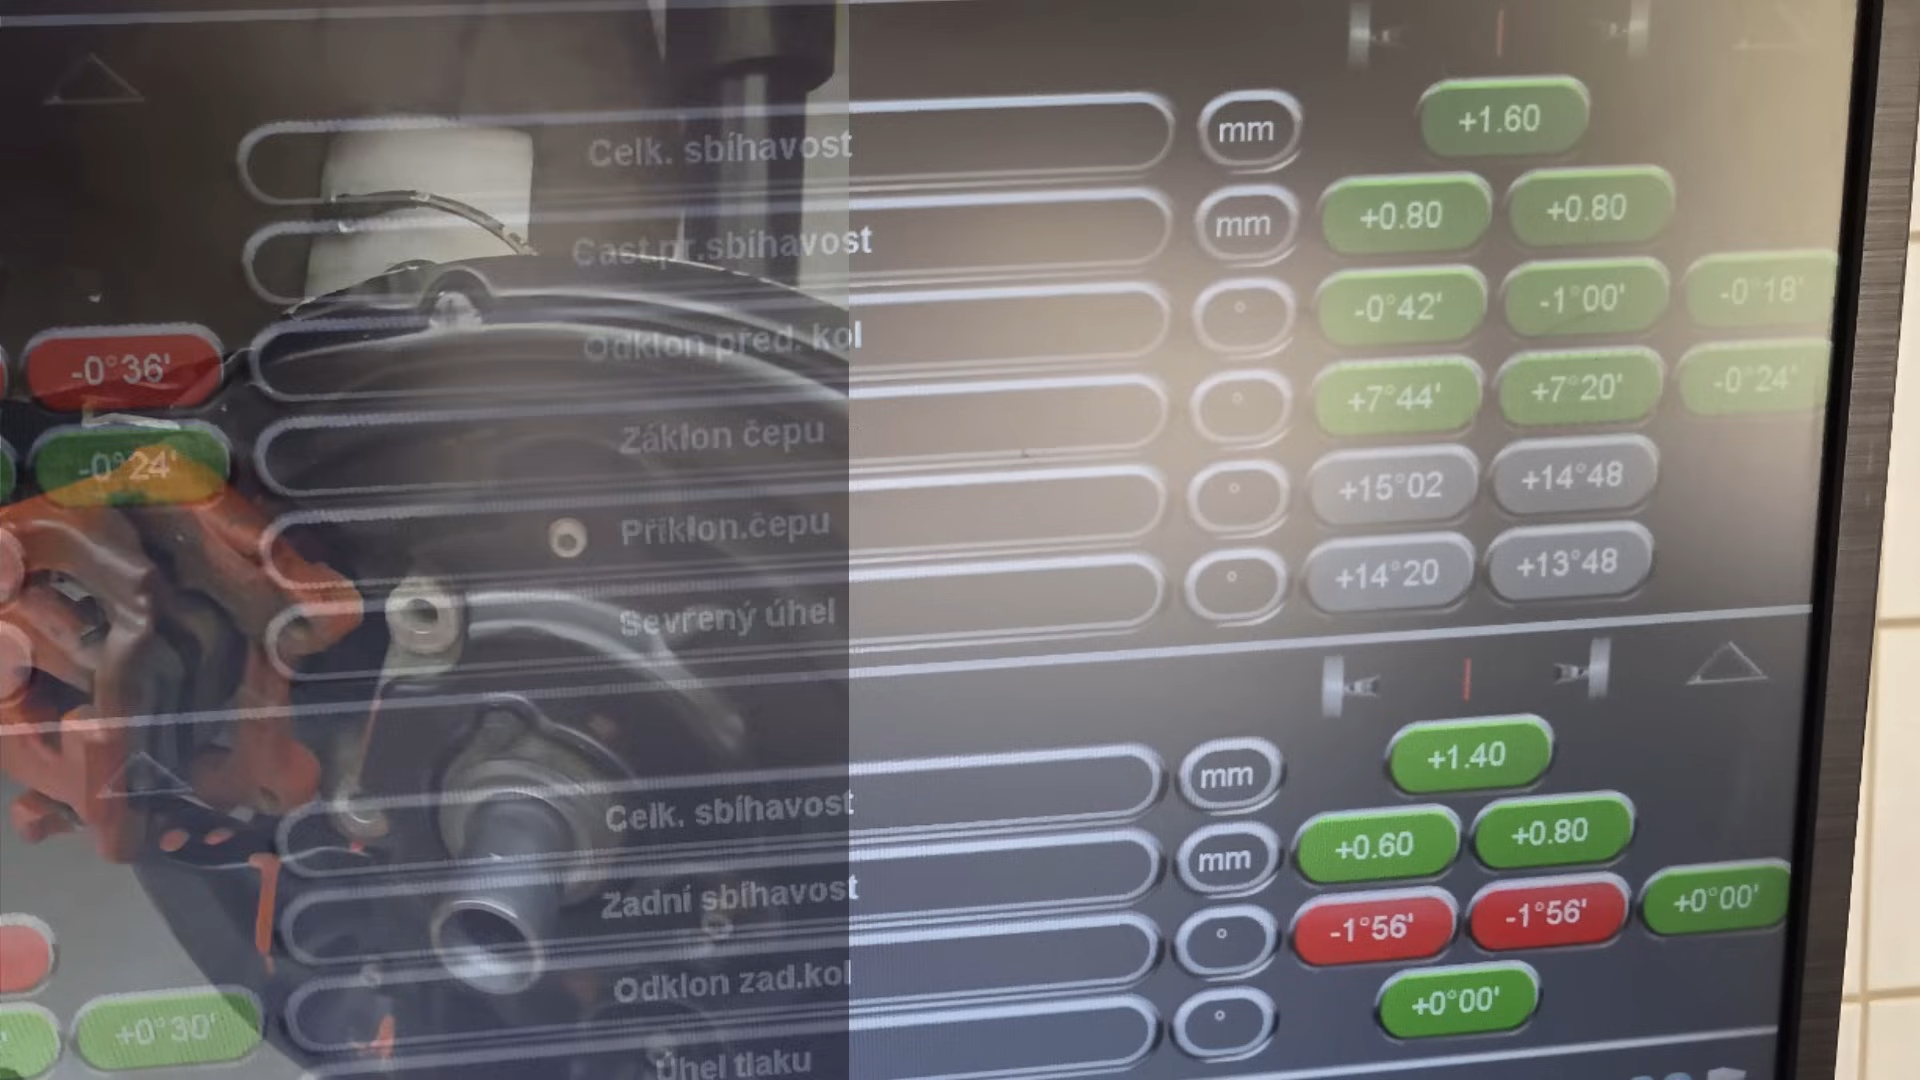 Celk. sbíhavost mm +1.60
Cast.pr.sbíhavost mm +0.80 +0.80
-0°36' Odklon před. kol ° -0°42' -1°00' -0°18'
-0°24' Záklon čepu ° +7°44' +7°20' -0°24'
Příklon.čepu ° +15°02 +14°48
Sevřený úhel ° +14°20 +13°48
Celk. sbíhavost mm +1.40
Zadní sbíhavost mm +0.60 +0.80
Odklon zad.kol ° -1°56' -1°56' +0°00'
+0°30' Úhel tlaku ° +0°00'